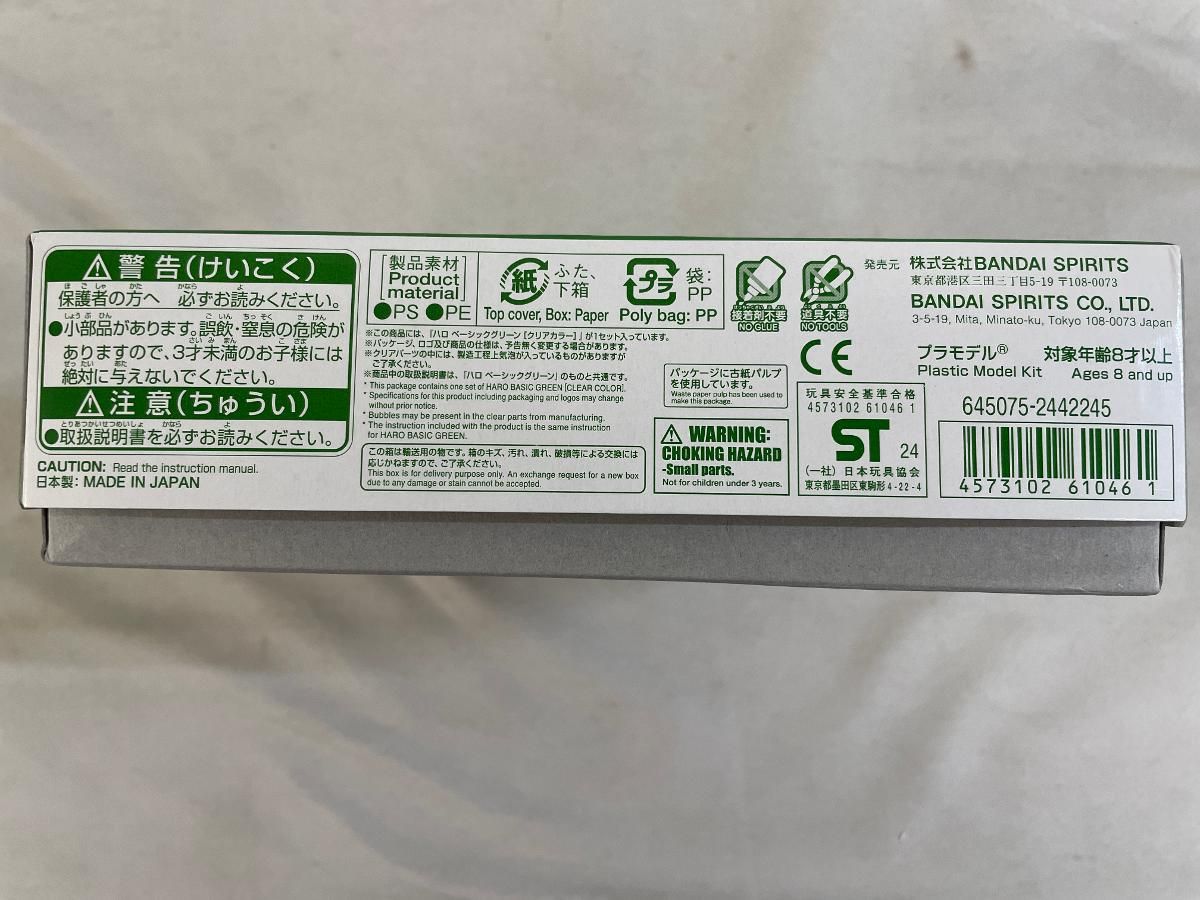 ⚠警告(けいこく)
保護者の方へ 必ずお読みください。
●小部品があります。誤飲・窒息の危険が
ありますので、3才未満のお子様には
絶対に与えないでください。
⚠注意(ちゅうい)
●取扱説明書を必ずお読みください。
CAUTION: Read the instruction manual.
日本製: MADE IN JAPAN
[製品素材]
Product material
●PS ●PE
紙
ふた、
下箱
Top cover, Box: Paper
プラ
袋:
PP
Poly bag: PP
接着剤不要
NO GLUE
道具不要
NO TOOLS
※この商品には、「ハロ ベーシックグリーン [クリアカラー] 」が1セット入っています。
※パッケージ、ロゴ及び商品の仕様は、予告無く変更する場合があります。
※クリアパーツの中には、製造工程上気泡が入っているものがありますが
ご了承ください。
※商品中の取扱説明書は、「ハロ ベーシックグリーン」のものと共通です。
* This package contains one set of HARO BASIC GREEN [CLEAR COLOR].
* Specifications for this product including packaging and logos may change
without prior notice.
* Bubbles may be present in the clear parts from manufacturing.
* The instruction included with the product is the same instruction
for HARO BASIC GREEN.
この箱は輸送用の物です。箱のキズ、汚れ、潰れ、破損等による交換には
応じかねますので、ご了承ください。
This box is for delivery purpose only. An exchange request for a new box
due to any damage or stain cannot be accepted.
パッケージに古紙パルプ
を使用しています。
Waste paper pulp has been used to
make this package.
⚠ WARNING:
CHOKING HAZARD
-Small parts.
Not for children under 3 years.
CE
玩具安全基準合格
4573102 61046 1
ST 24
(一社) 日本玩具協会
東京都墨田区東駒形4-22-4
発売元 株式会社BANDAI SPIRITS
東京都港区三田三丁目5-19 〒108-0073
BANDAI SPIRITS CO., LTD.
3-5-19, Mita, Minato-ku, Tokyo 108-0073 Japan
プラモデル® 対象年齢8才以上
Plastic Model Kit Ages 8 and up
645075-2442245
4573102 61046 1